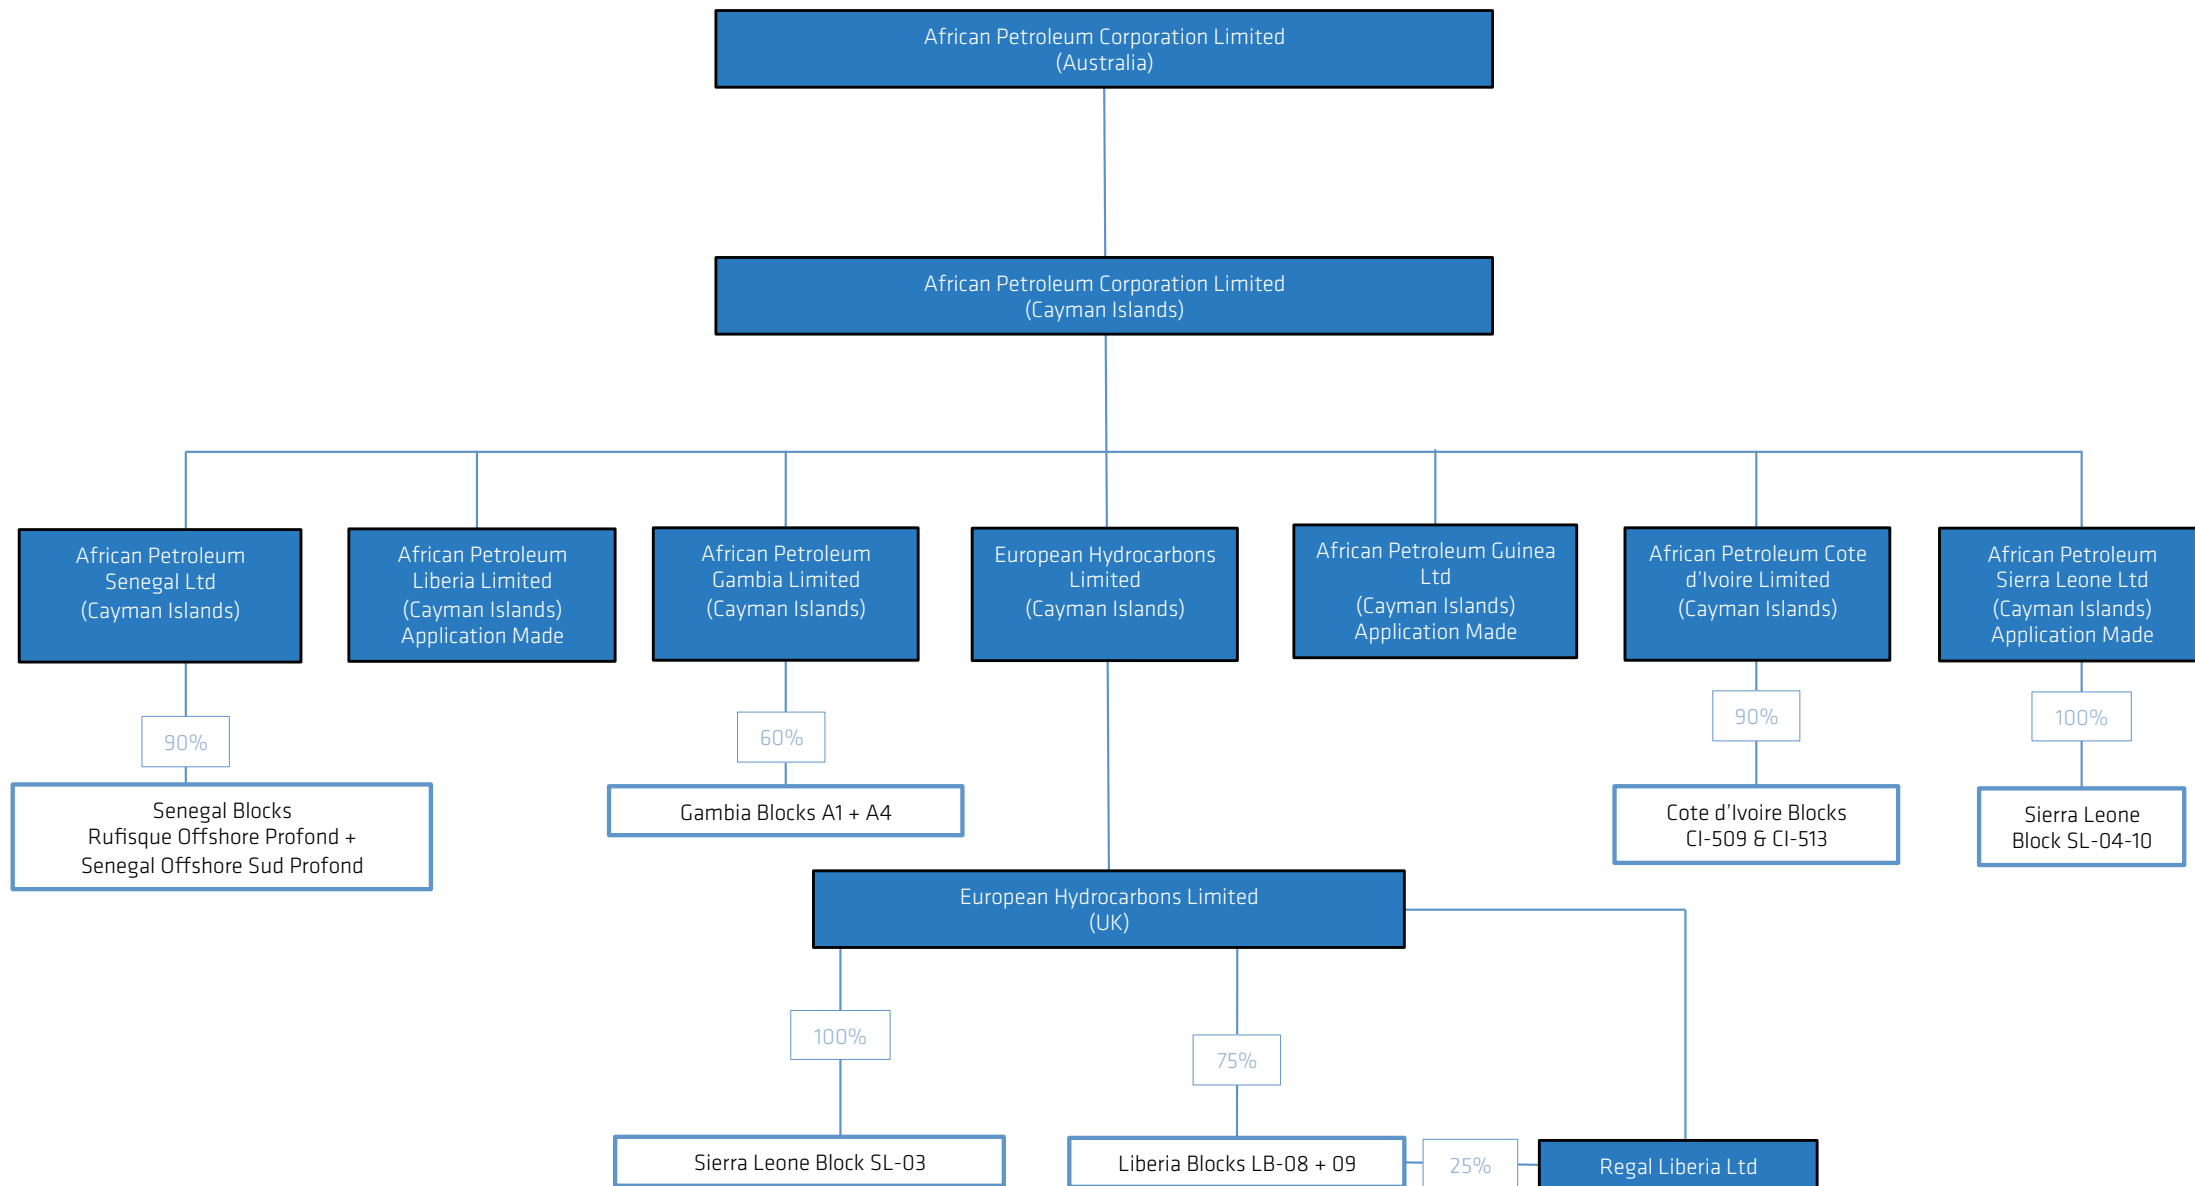 African Petroleum Corporation Limited
(Australia)
African Petroleum Corporation Limited
(Cayman Islands)
African Petroleum
Senegal Ltd
(Cayman Islands)
African Petroleum
Liberia Limited
(Cayman Islands)
Application Made
African Petroleum
Gambia Limited
(Cayman Islands)
European Hydrocarbons
Limited
(Cayman Islands)
African Petroleum Guinea
Ltd
(Cayman Islands)
Application Made
African Petroleum Cote
d'Ivoire Limited
(Cayman Islands)
African Petroleum
Sierra Leone Ltd
(Cayman Islands)
Application Made
90%
60%
90%
100%
Senegal Blocks
Rufisque Offshore Profond +
Senegal Offshore Sud Profond
Gambia Blocks A1 + A4
Cote d'Ivoire Blocks
CI-509 & CI-513
Sierra Leone
Block SL-04-10
European Hydrocarbons Limited
(UK)
100%
75%
Sierra Leone Block SL-03
Liberia Blocks LB-08 + 09
25%
Regal Liberia Ltd